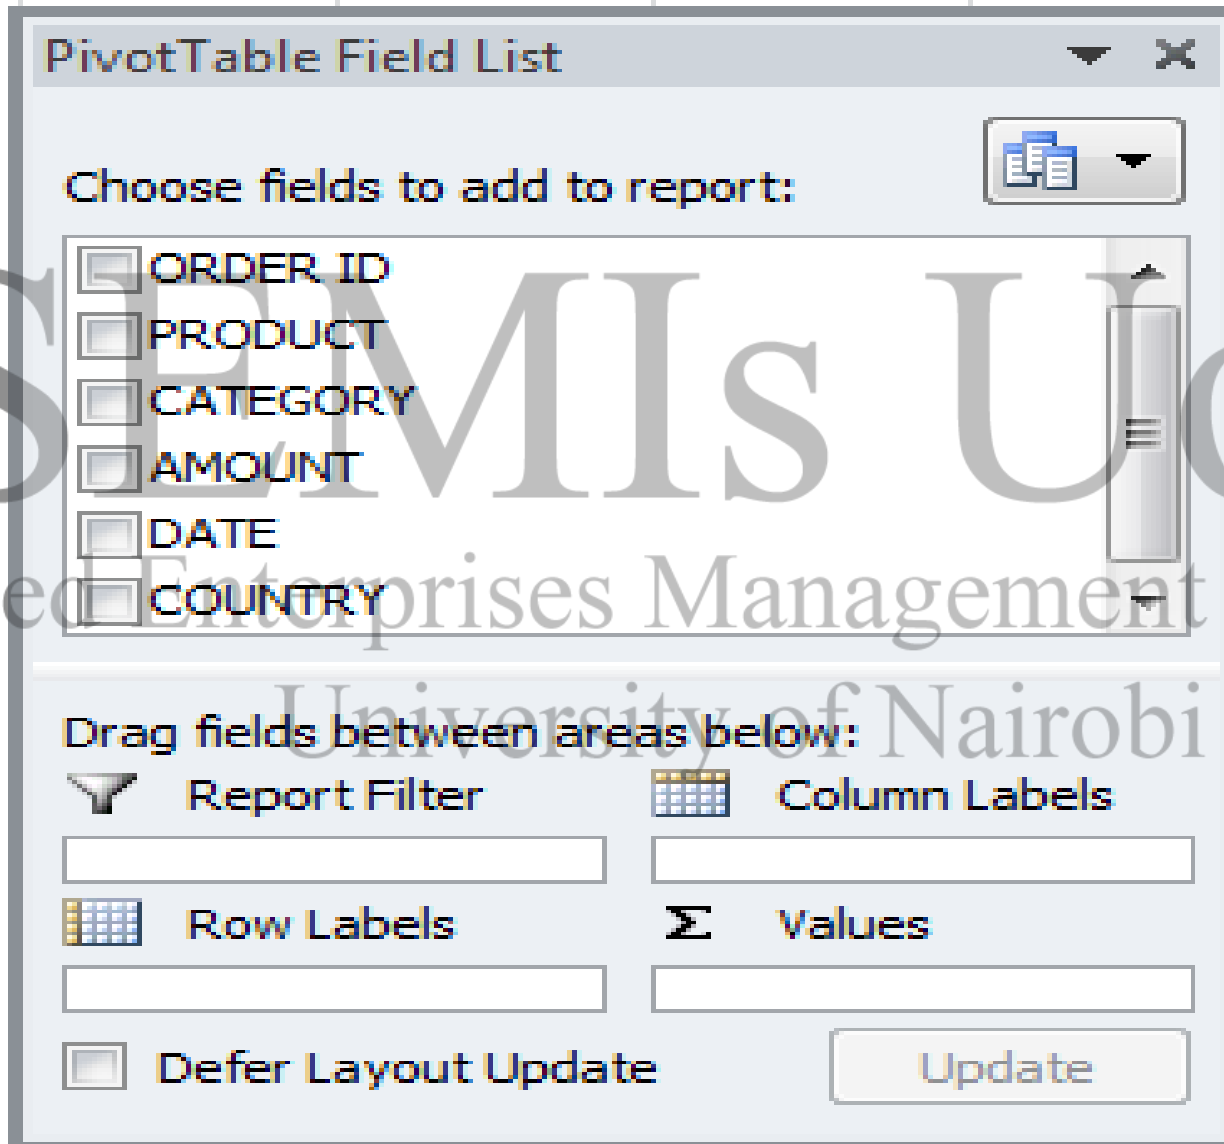 PivotTable Field List
Choose fields to add to report:
ORDER ID
PRODUCT
CATEGORY
AMOUNT
DATE
COUNTRY
SEMIs Uo
ed Enterprises Management
University of Nairobi
Drag fields between areas below:
Report Filter
Column Labels
Row Labels
Σ Values
Defer Layout Update
Update